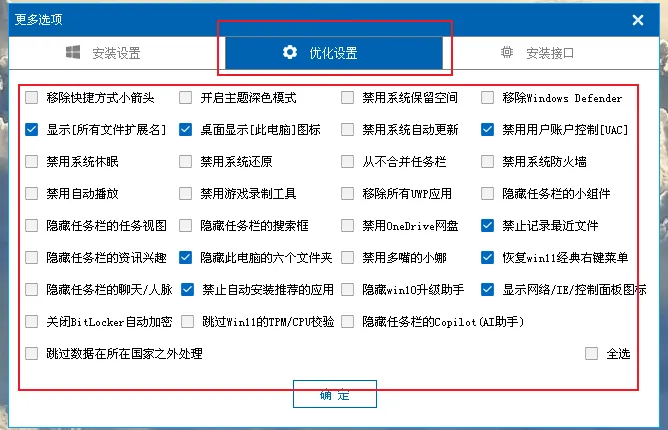 更多选项
安装设置 优化设置 安装接口
移除快捷方式小箭头 开启主题深色模式 禁用系统保留空间 移除Windows Defender
显示[所有文件扩展名] 桌面显示[此电脑]图标 禁用系统自动更新 禁用用户账户控制[UAC]
禁用系统休眠 禁用系统还原 从不合并任务栏 禁用系统防火墙
禁用自动播放 禁用游戏录制工具 移除所有UWP应用 隐藏任务栏的小组件
隐藏任务栏的任务视图 隐藏任务栏的搜索框 禁用OneDrive网盘 禁止记录最近文件
隐藏任务栏的资讯兴趣 隐藏此电脑的六个文件夹 禁用多嘴的小娜 恢复win11经典右键菜单
隐藏任务栏的聊天/人脉 禁止自动安装推荐的应用 隐藏win10升级助手 显示网络/IE/控制面板图标
关闭BitLocker自动加密 跳过Win11的TPM/CPU校验 隐藏任务栏的Copilot(AI助手)
跳过数据在所在国家之外处理 全选
确 定